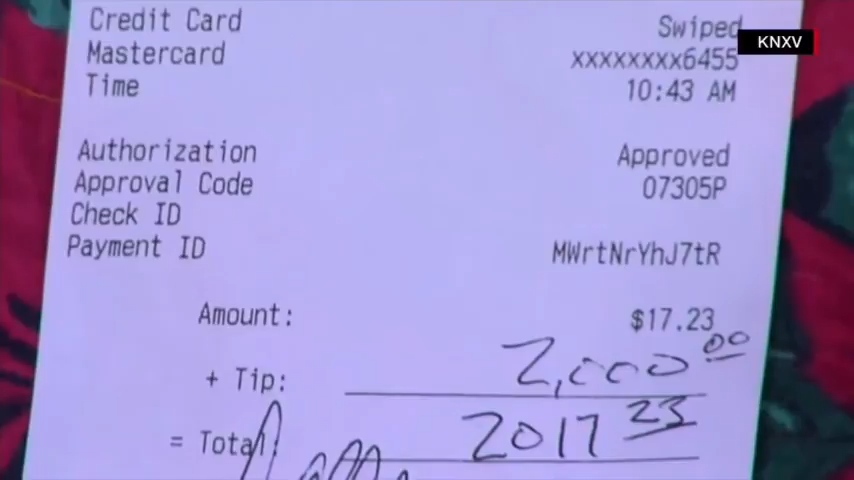 KNXV
Credit Card Swiped
Mastercard xxxxxxxx6455
Time 10:43 AM
Authorization Approved
Approval Code 07305P
Check ID
Payment ID MWrtNrYhJ7tR
Amount: $17.23
+ Tip: 2,000 00
= Total: 2017 23